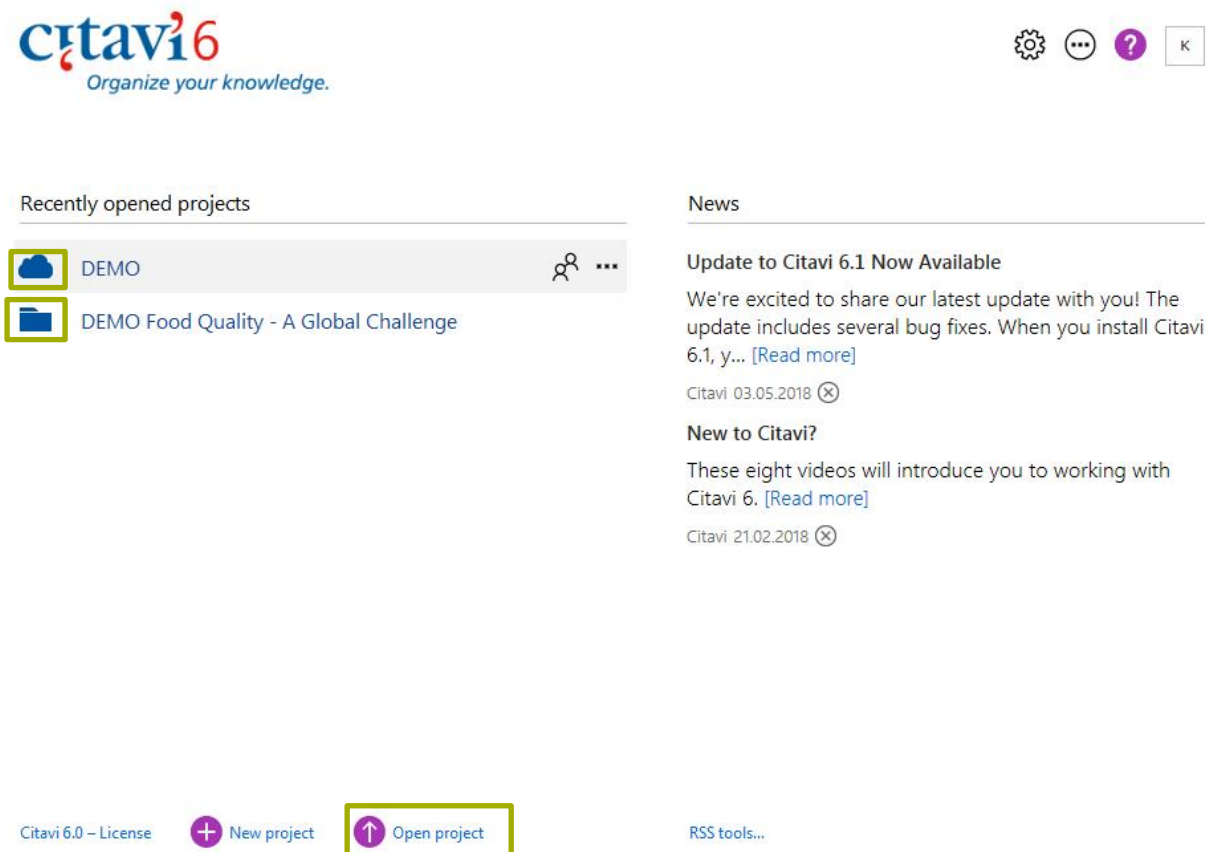 citavi 6
Organize your knowledge.
?
K
Recently opened projects
DEMO
DEMO Food Quality - A Global Challenge
News
Update to Citavi 6.1 Now Available
We're excited to share our latest update with you! The
update includes several bug fixes. When you install Citavi
6.1, y... [Read more]
Citavi 03.05.2018
New to Citavi?
These eight videos will introduce you to working with
Citavi 6. [Read more]
Citavi 21.02.2018
Citavi 6.0 – License
New project
Open project
RSS tools...